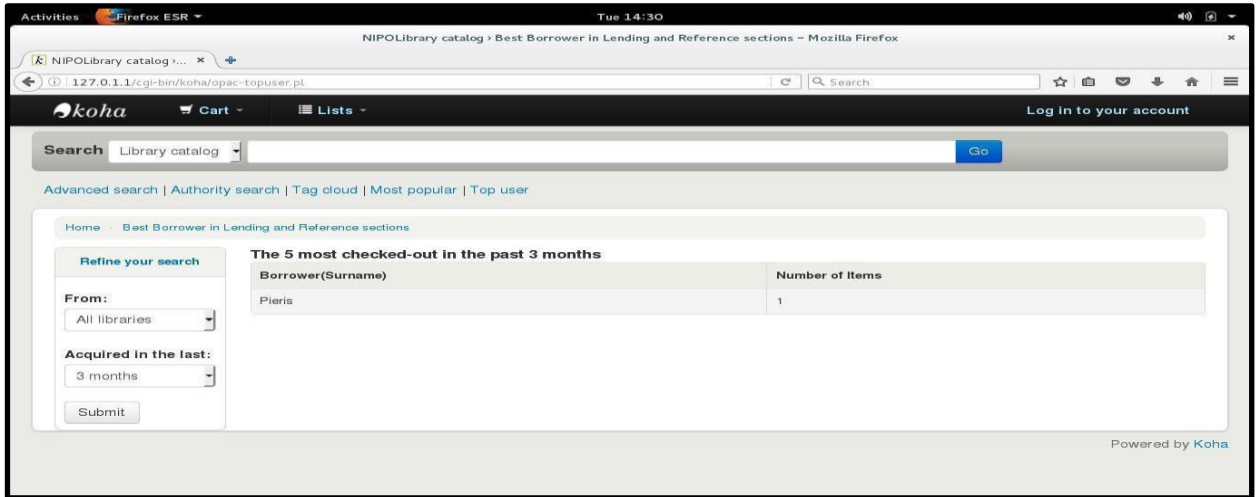 Activities Firefox ESR Tue 14:30
NIPOLibrary catalog › Best Borrower in Lending and Reference sections – Mozilla Firefox
NIPOLibrary catalog ›...
127.0.1.1/cgi-bin/koha/opac-topuser.pl Search
koha Cart Lists Log in to your account
Search Library catalog Go
Advanced search | Authority search | Tag cloud | Most popular | Top user
Home Best Borrower in Lending and Reference sections
Refine your search
From:
All libraries
Acquired in the last:
3 months
Submit
The 5 most checked-out in the past 3 months
Borrower(Surname) Number of Items
Pieris 1
Powered by Koha